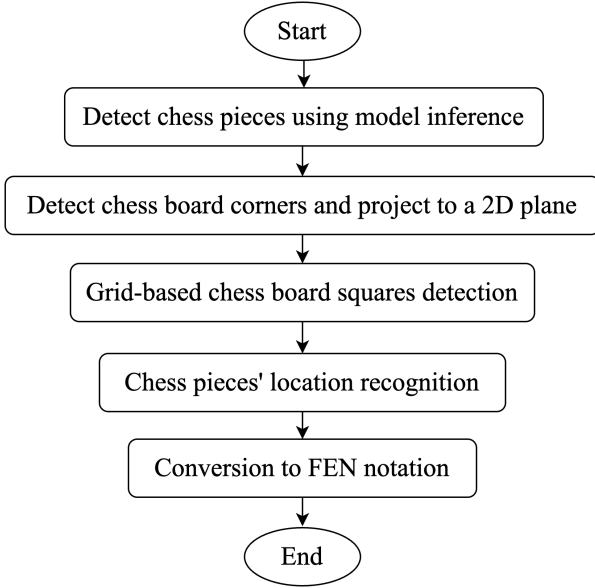 Start
Detect chess pieces using model inference
Detect chess board corners and project to a 2D plane
Grid-based chess board squares detection
Chess pieces' location recognition
Conversion to FEN notation
End